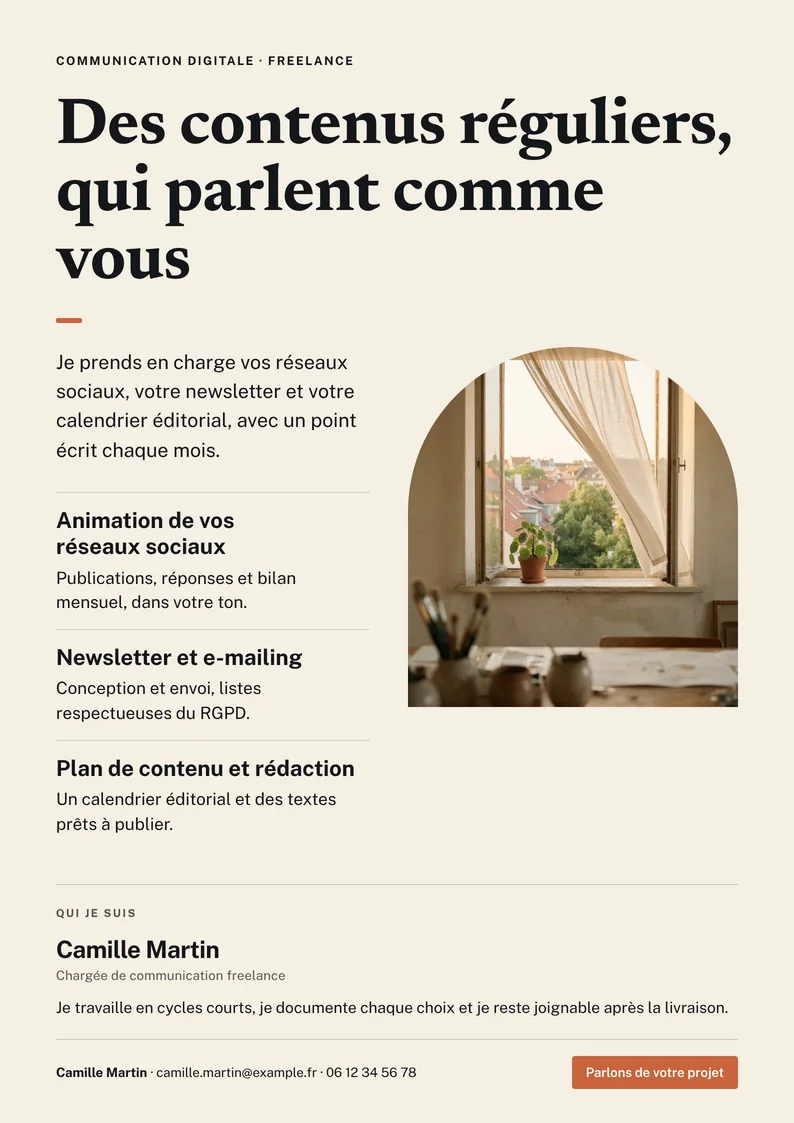 COMMUNICATION DIGITALE · FREELANCE
Des contenus réguliers,
qui parlent comme
vous
Je prends en charge vos réseaux
sociaux, votre newsletter et votre
calendrier éditorial, avec un point
écrit chaque mois.
Animation de vos
réseaux sociaux
Publications, réponses et bilan
mensuel, dans votre ton.
Newsletter et e-mailing
Conception et envoi, listes
respectueuses du RGPD.
Plan de contenu et rédaction
Un calendrier éditorial et des textes
prêts à publier.
QUI JE SUIS
Camille Martin
Chargée de communication freelance
Je travaille en cycles courts, je documente chaque choix et je reste joignable après la livraison.
Camille Martin · camille.martin@example.fr · 06 12 34 56 78
Parlons de votre projet